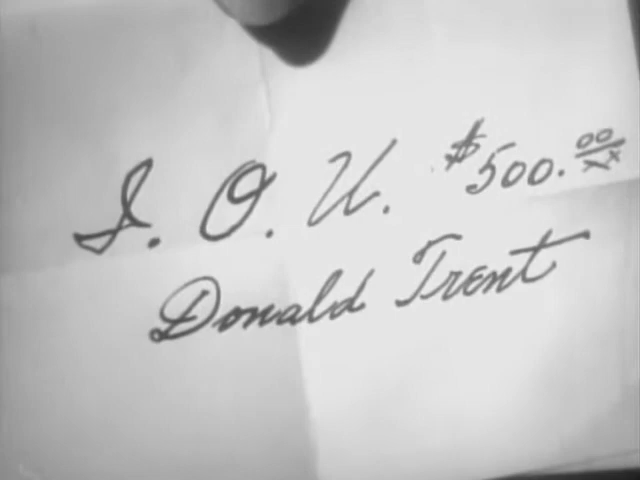 I. O. U. $500.00/xx
Donald Trent